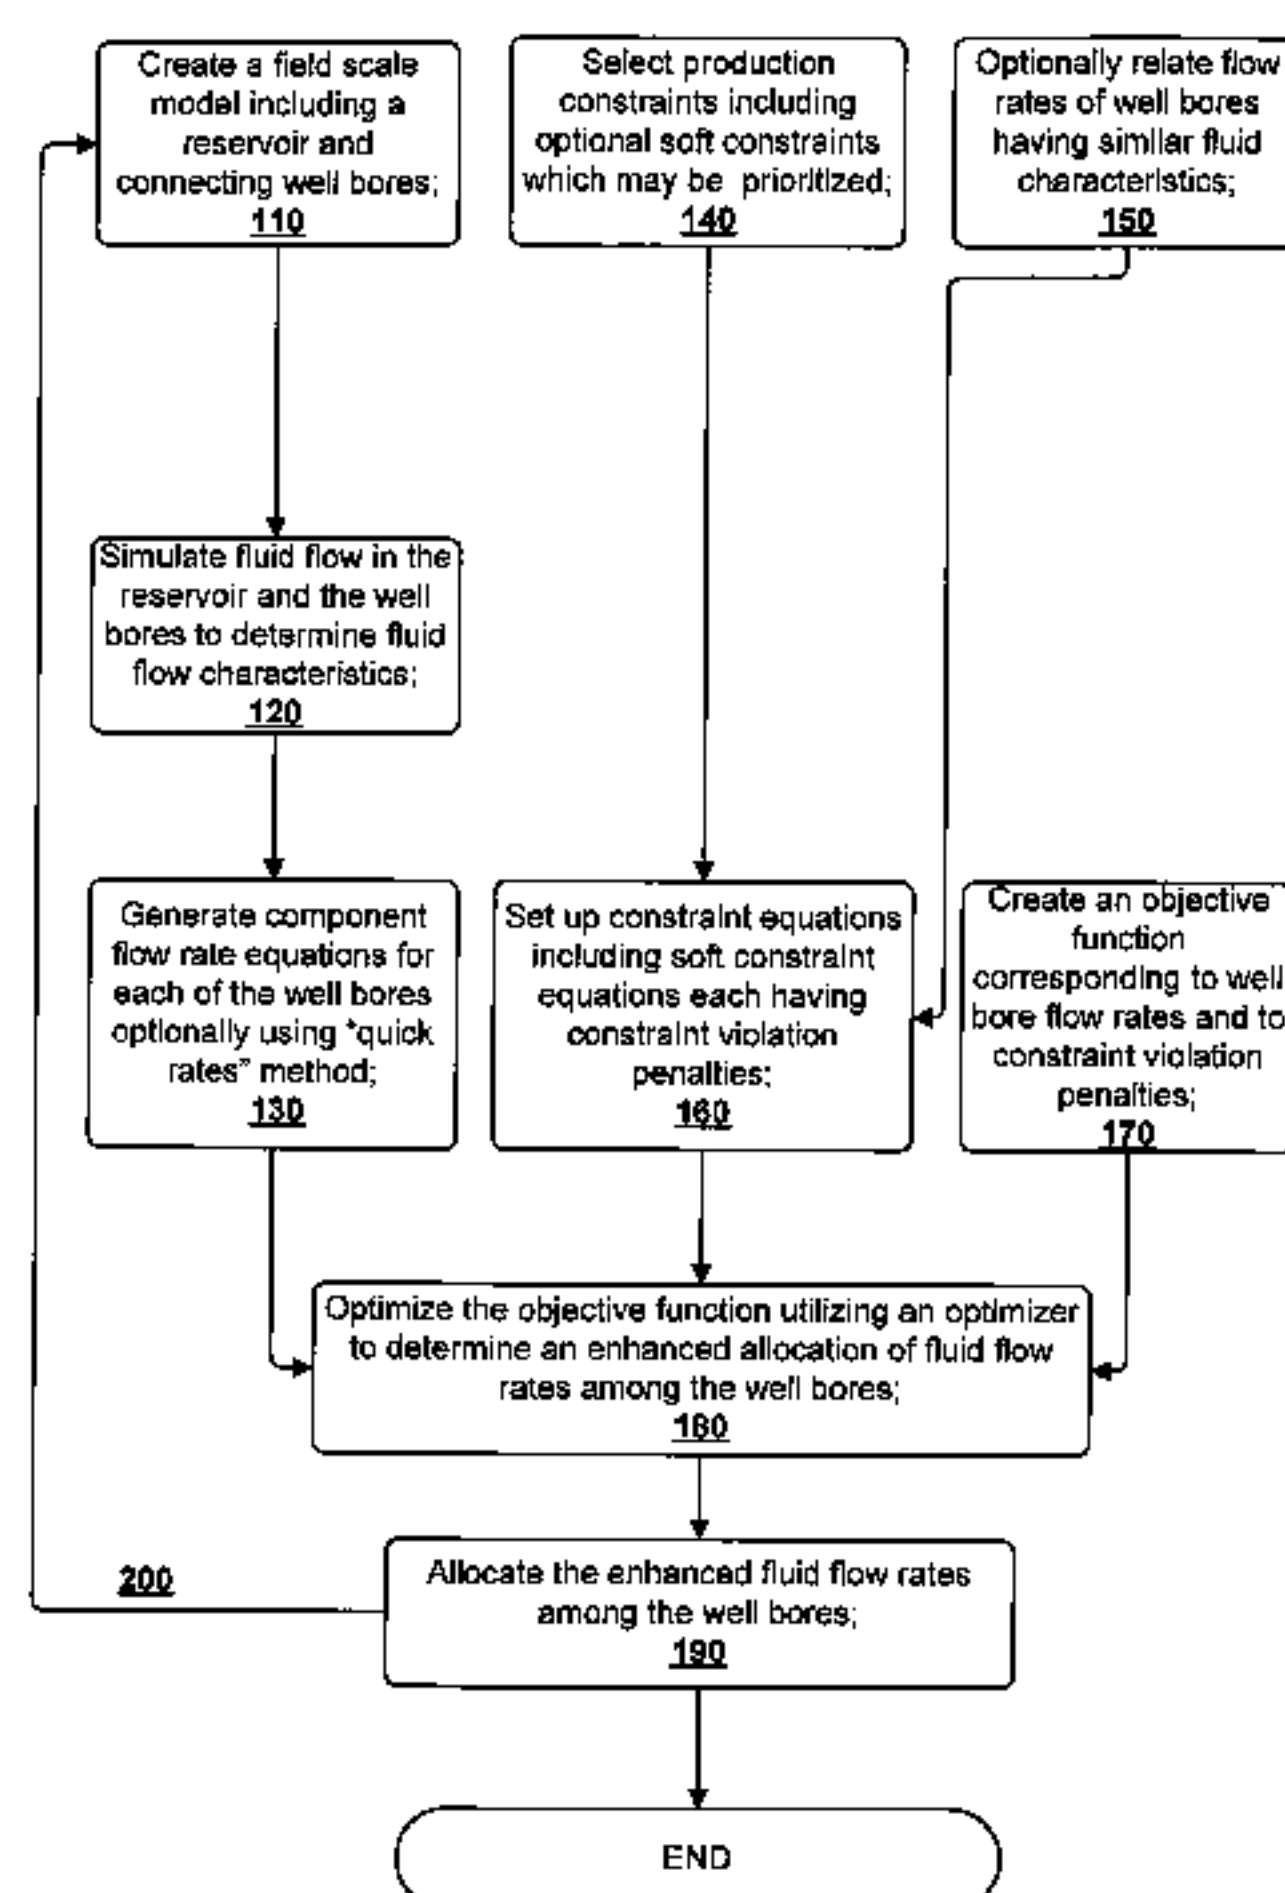 Create a field scale
model including a
reservoir and
connecting well bores;
110
Select production
constraints including
optional soft constraints
which may be prioritized;
140
Optionally relate flow
rates of well bores
having similar fluid
characteristics;
150
Simulate fluid flow in the
reservoir and the well
bores to determine fluid
flow characteristics;
120
Generate component
flow rate equations for
each of the well bores
optionally using "quick
rates" method;
130
Set up constraint equations
including soft constraint
equations each having
constraint violation
penalties;
160
Create an objective
function
corresponding to well
bore flow rates and to
constraint violation
penalties;
170
Optimize the objective function utilizing an optimizer
to determine an enhanced allocation of fluid flow
rates among the well bores;
180
200
Allocate the enhanced fluid flow rates
among the well bores;
190
END